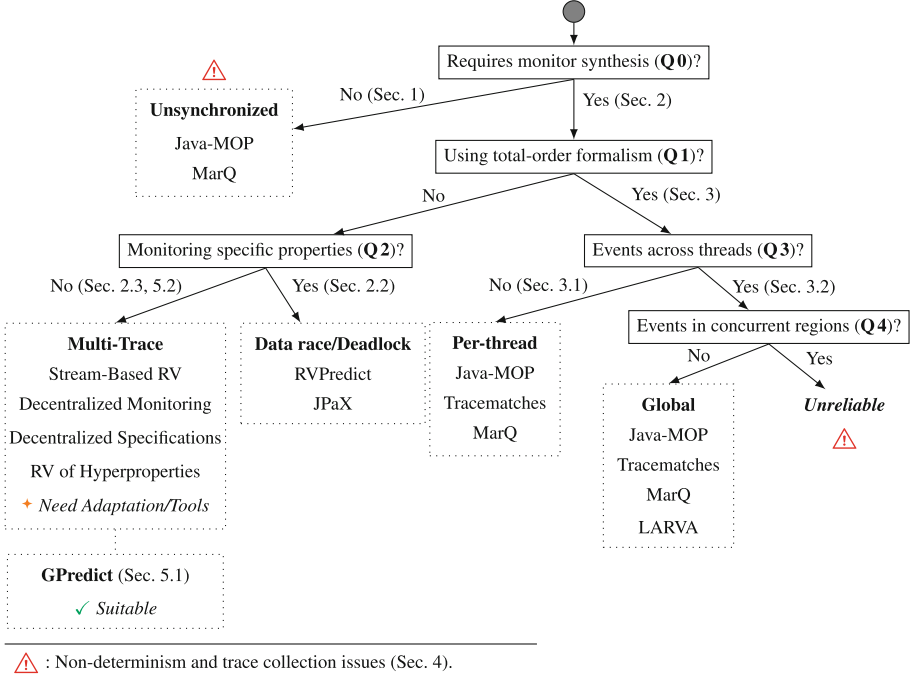 Requires monitor synthesis (Q0)?
No (Sec. 1)
Yes (Sec. 2)
Unsynchronized
Java-MOP
MarQ
Using total-order formalism (Q1)?
No
Yes (Sec. 3)
Monitoring specific properties (Q2)?
Events across threads (Q3)?
No (Sec. 2.3, 5.2)
Yes (Sec. 2.2)
No (Sec. 3.1)
Yes (Sec. 3.2)
Multi-Trace
Stream-Based RV
Decentralized Monitoring
Decentralized Specifications
RV of Hyperproperties
Need Adaptation/Tools
Data race/Deadlock
RVPredict
JPaX
Per-thread
Java-MOP
Tracematches
MarQ
Events in concurrent regions (Q4)?
No
Yes
Global
Java-MOP
Tracematches
MarQ
LARVA
Unreliable
GPredict (Sec. 5.1)
✓ Suitable
: Non-determinism and trace collection issues (Sec. 4).